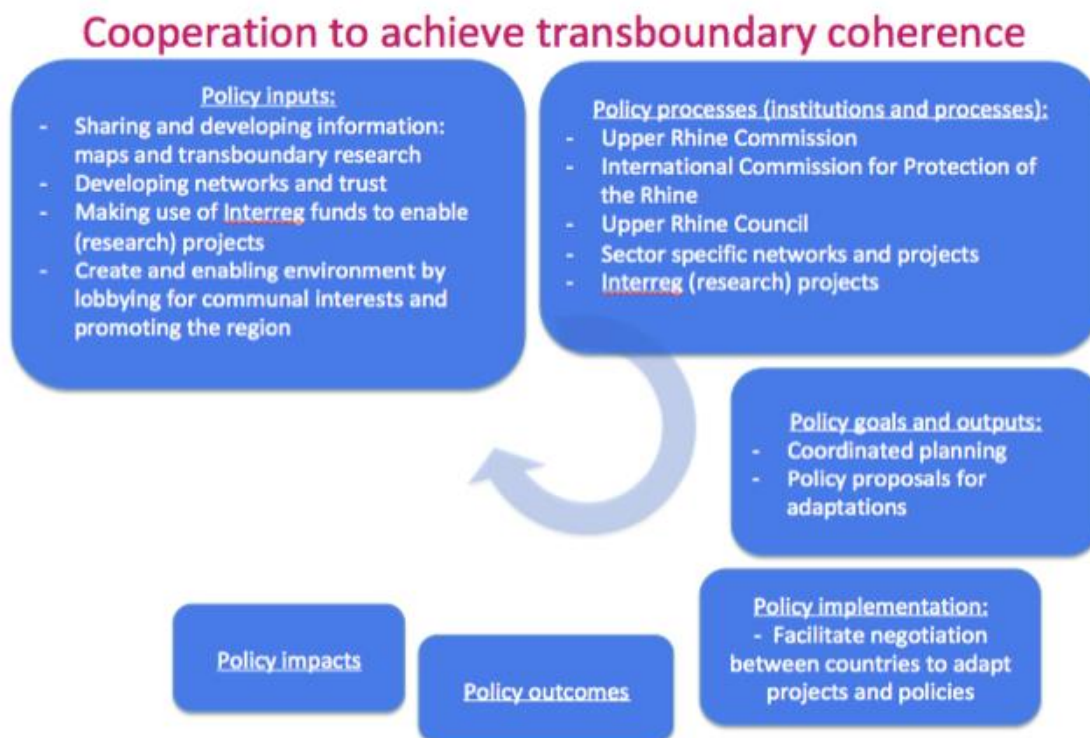 Cooperation to achieve transboundary coherence
Policy inputs:
- Sharing and developing information:
maps and transboundary research
- Developing networks and trust
- Making use of Interreg funds to enable
(research) projects
- Create and enabling environment by
lobbying for communal interests and
promoting the region
Policy processes (institutions and processes):
- Upper Rhine Commission
- International Commission for Protection of
the Rhine
- Upper Rhine Council
- Sector specific networks and projects
- Interreg (research) projects
Policy goals and outputs:
- Coordinated planning
- Policy proposals for
adaptations
Policy implementation:
- Facilitate negotiation
between countries to adapt
projects and policies
Policy outcomes
Policy impacts